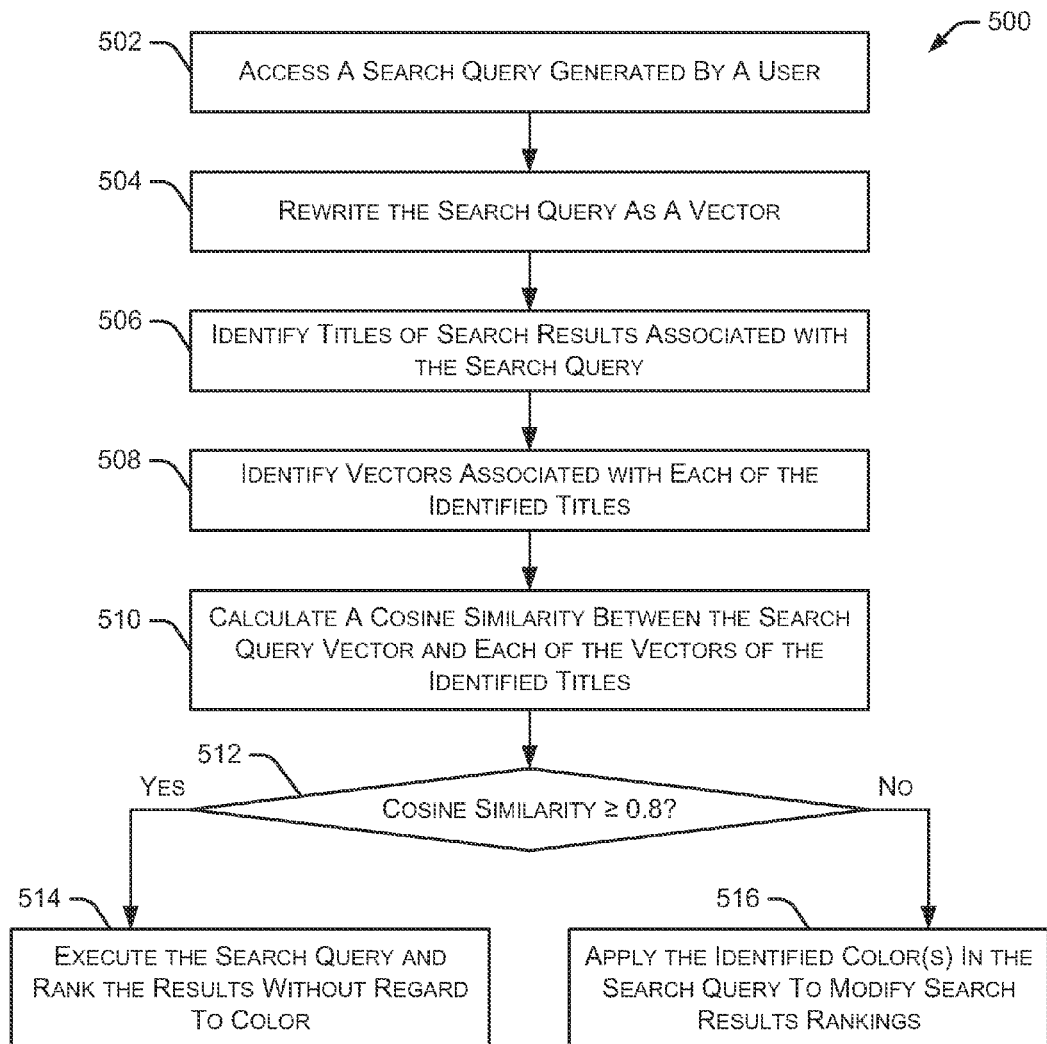 500
502
ACCESS A SEARCH QUERY GENERATED BY A USER
504
REWRITE THE SEARCH QUERY AS A VECTOR
506
IDENTIFY TITLES OF SEARCH RESULTS ASSOCIATED WITH
THE SEARCH QUERY
508
IDENTIFY VECTORS ASSOCIATED WITH EACH OF THE
IDENTIFIED TITLES
510
CALCULATE A COSINE SIMILARITY BETWEEN THE SEARCH
QUERY VECTOR AND EACH OF THE VECTORS OF THE
IDENTIFIED TITLES
512
YES
COSINE SIMILARITY ≥ 0.8?
NO
514
EXECUTE THE SEARCH QUERY AND
RANK THE RESULTS WITHOUT REGARD
TO COLOR
516
APPLY THE IDENTIFIED COLOR(S) IN THE
SEARCH QUERY TO MODIFY SEARCH
RESULTS RANKINGS